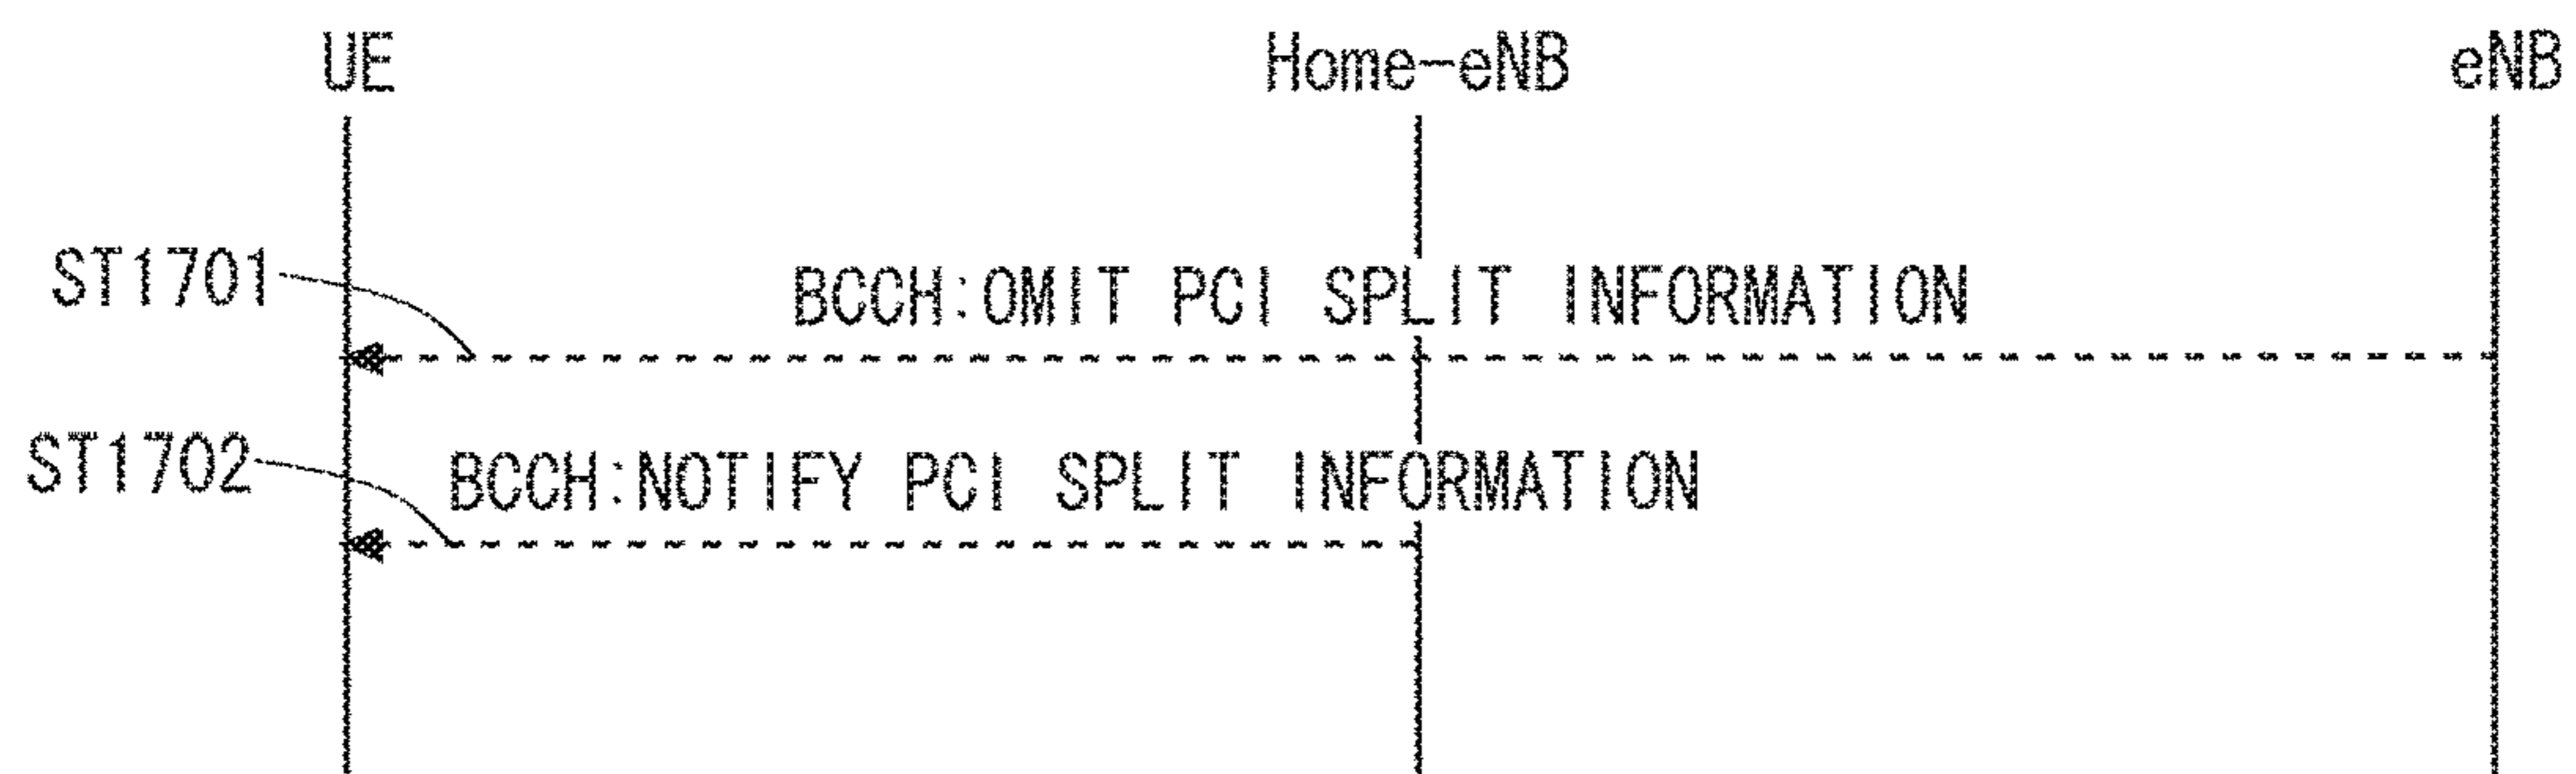 UE
Home-eNB
eNB
ST1701
BCCH:OMIT PCI SPLIT INFORMATION
ST1702
BCCH:NOTIFY PCI SPLIT INFORMATION